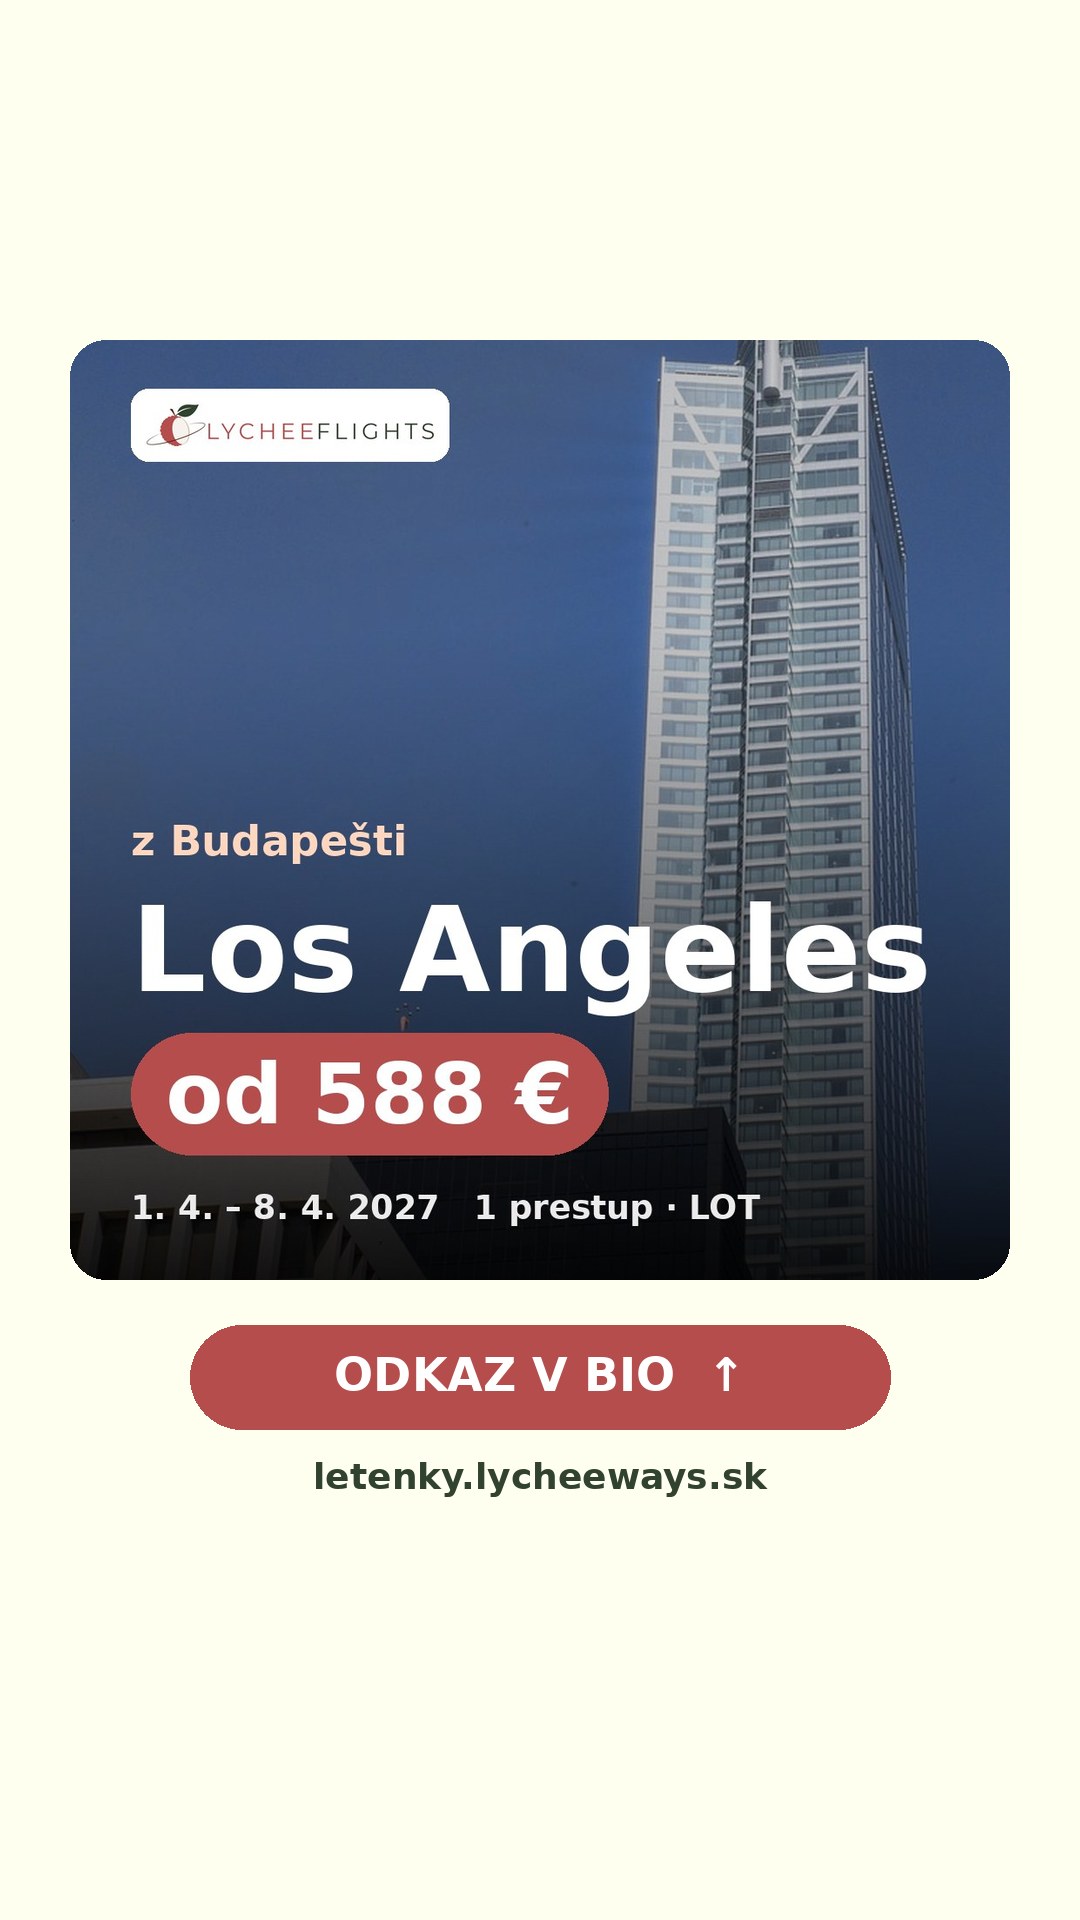 LYCHEEFLIGHTS
z Budapešti
Los Angeles
od 588 €
1. 4. – 8. 4. 2027 1 prestup · LOT
ODKAZ V BIO ↑
letenky.lycheeways.sk